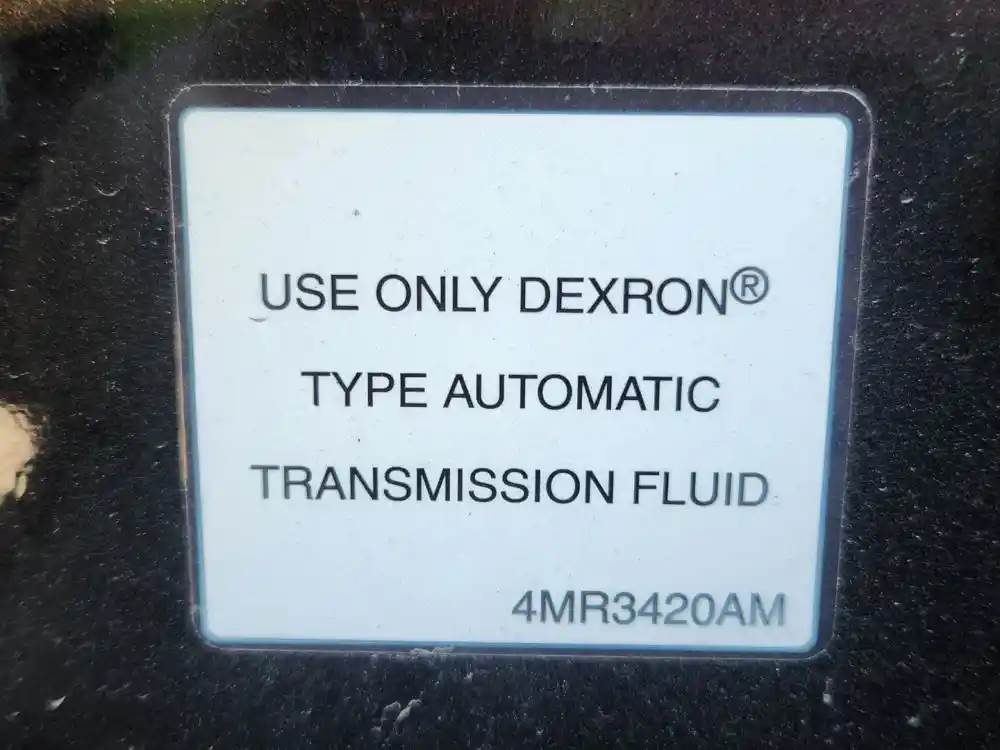 USE ONLY DEXRON®
TYPE AUTOMATIC
TRANSMISSION FLUID
4MR3420AM